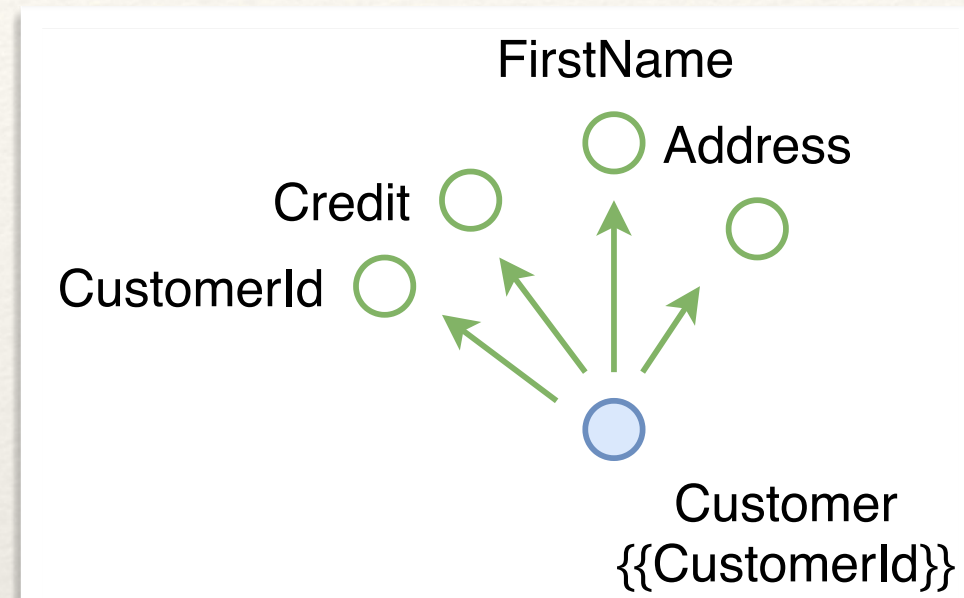 FirstName
Address
Credit
CustomerId
Customer
{{CustomerId}}